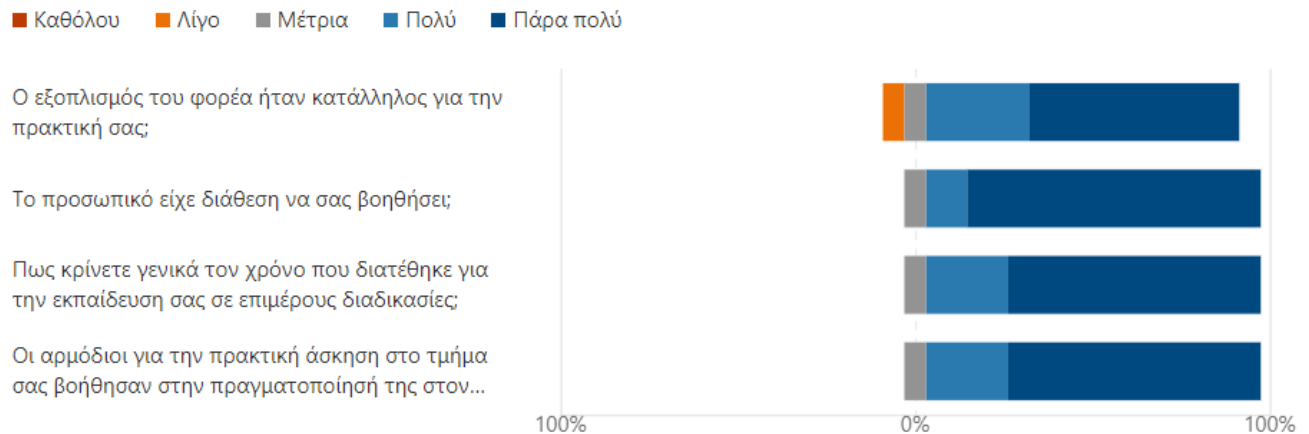 Καθόλου Λίγο Μέτρια Πολύ Πάρα πολύ
Ο εξοπλισμός του φορέα ήταν κατάλληλος για την
πρακτική σας;
Το προσωπικό είχε διάθεση να σας βοηθήσει;
Πως κρίνετε γενικά τον χρόνο που διατέθηκε για
την εκπαίδευση σας σε επιμέρους διαδικασίες;
Οι αρμόδιοι για την πρακτική άσκηση στο τμήμα
σας βοήθησαν στην πραγματοποίησή της στον...
100% 0% 100%